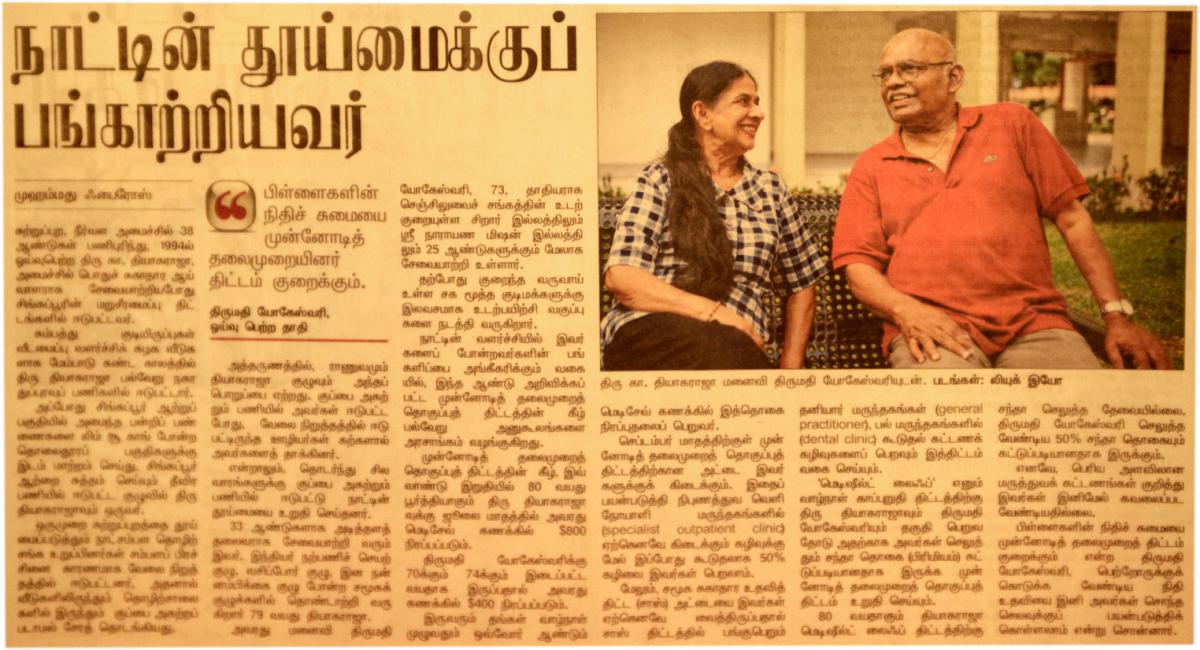 நாட்டின் தூய்மைக்குப்
பங்காற்றியவர்
முஹம்மது ஃபைரோஸ்
சுற்றுப்புற, நீர்வள அமைச்சில் 38
ஆண்டுகள் பணிபுரிந்து, 1994ல்
ஓய்வுபெற்ற திரு கா. தியாகராஜா,
அமைச்சில் பொதுச் சுகாதார ஆய்
வாளராக சேவையாற்றியபோது
சிங்கப்பூரின் மறுசீரமைப்பு திட்
டங்களில் ஈடுபட்டவர்.
கம்பத்து குடியிருப்புகள்
வீடமைப்பு வளர்ச்சிக் கழக வீடுக
ளாக மேம்பாடு கண்ட காலத்தில்
திரு தியாகராஜா பல்வேறு நகர
துப்புரவுப் பணிகளில் ஈடுபட்டார்.
அப்போது சிங்கப்பூர் ஆற்றுப்
பகுதியில் அமைந்த பன்றிப் பண்
ணைகளை லிம் சூ காங் போன்ற
தொலைதூரப் பகுதிகளுக்கு
இடம் மாற்றம் செய்து, சிங்கப்பூர்
ஆற்றை சுத்தம் செய்யும் தீவிர
பணியில் ஈடுபட்ட குழுவில் திரு
தியாகராஜாவும் ஒருவர்.
ஒருமுறை சுற்றுப்புறத்தை தூய்
மைப்படுத்தும் நாட்சம்பள தொழிற்
சங்க உறுப்பினர்கள் சம்பளப் பிரச்
சினை காரணமாக வேலை நிறுத்
தத்தில் ஈடுபட்டனர். அதனால்
வீடுகளிலிருந்தும் தொழிற்சாலை
களில் இருந்தும் குப்பை அகற்றப்
படாமல் சேரத் தொடங்கியது.
பிள்ளைகளின்
நிதிச் சுமையை
முன்னோடித்
தலைமுறையினர்
திட்டம் குறைக்கும்.
திருமதி யோகேஸ்வரி,
ஓய்வு பெற்ற தாதி
அத்தருணத்தில், ராணுவமும்
தியாகராஜா குழுவும் அந்தப்
பொறுப்பை ஏற்றது. குப்பை அகற்
றும் பணியில் அவர்கள் ஈடுபட்ட
போது, வேலை நிறுத்தத்தில் ஈடு
பட்டிருந்த ஊழியர்கள் கற்களால்
அவர்களைத் தாக்கினர்.
என்றாலும், தொடர்ந்து சில
வாரங்களுக்கு குப்பை அகற்றும்
பணியில் ஈடுபட்டு நாட்டின்
தூய்மையை உறுதி செய்தனர்.
33 ஆண்டுகளாக அடித்தளத்
தலைவராக சேவையாற்றி வரும்
இவர், இந்தியர் நற்பணிச் செயற்
குழு, வசிப்போர் குழு, இன நன்
னம்பிக்கை குழு போன்ற சமூகக்
குழுக்களில் தொண்டாற்றி வரு
கிறார் 79 வயது தியாகராஜா.
அவரது மனைவி திருமதி
யோகேஸ்வரி, 73, தாதியராக
செஞ்சிலுவைச் சங்கத்தின் உடற்
குறையுள்ள சிறார் இல்லத்திலும்
ஸ்ரீ நாராயண மிஷன் இல்லத்தி
லும் 25 ஆண்டுகளுக்கும் மேலாக
சேவையாற்றி உள்ளார்.
தற்போது குறைந்த வருவாய்
உள்ள சக மூத்த குடிமக்களுக்கு
இலவசமாக உடற்பயிற்சி வகுப்பு
களை நடத்தி வருகிறார்.
நாட்டின் வளர்ச்சியில் இவர்
களைப் போன்றவர்களின் பங்
களிப்பை அங்கீகரிக்கும் வகை
யில், இந்த ஆண்டு அறிவிக்கப்
பட்ட முன்னோடித் தலைமுறைத்
தொகுப்புத் திட்டத்தின் கீழ்
பல்வேறு அனுகூலங்களை
அரசாங்கம் வழங்குகிறது.
முன்னோடித் தலைமுறைத்
தொகுப்புத் திட்டத்தின் கீழ், இவ்
வாண்டு இறுதியில் 80 வயது
பூர்த்தியாகும் திரு தியாகராஜா
வுக்கு ஜூலை மாதத்தில் அவரது
மெடிசேவ் கணக்கில் $800
நிரப்பப்படும்.
திருமதி யோகேஸ்வரிக்கு
70க்கும் 74க்கும் இடைப்பட்ட
வயதாக இருப்பதால் அவரது
கணக்கில் $400 நிரப்பப்படும்.
இருவரும் தங்கள் வாழ்நாள்
முழுவதும் ஒவ்வோர் ஆண்டும்
திரு கா. தியாகராஜா மனைவி திருமதி யோகேஸ்வரியுடன். படங்கள்: லியூக் இயோ
மெடிசேவ் கணக்கில் இத்தொகை
நிரப்புதலைப் பெறுவர்.
செப்டம்பர் மாதத்திற்குள் முன்
னோடித் தலைமுறைத் தொகுப்புத்
திட்டத்திற்கான அட்டை இவர்
களுக்குக் கிடைக்கும். இதைப்
பயன்படுத்தி நிபுணத்துவ வெளி
நோயாளி மருந்தகங்களில்
(specialist outpatient clinic)
ஏற்கெனவே கிடைக்கும் கழிவுக்கு
மேல் இப்போது கூடுதலாக 50%
கழிவை இவர்கள் பெறலாம்.
மேலும், சமூக சுகாதார உதவித்
திட்ட (சாஸ்) அட்டையை இவர்கள்
ஏற்கெனவே வைத்திருப்பதால்
சாஸ் திட்டத்தில் பங்குபெறும்
தனியார் மருந்தகங்கள் (general
practitioner), பல் மருந்தகங்களில்
(dental clinic) கூடுதல் கட்டணக்
கழிவுகளைப் பெறவும் இத்திட்டம்
வகை செய்யும்.
'மெடிஷீல்ட் லைஃப்' எனும்
வாழ்நாள் காப்புறுதி திட்டத்திற்கு
திரு தியாகராஜாவும் திருமதி
யோகேஸ்வரியும் தகுதி பெறுவ
தோடு அதற்காக அவர்கள் செலுத்
தும் சந்தா தொகை (பிரீமியம்) கட்
டுப்படியானதாக இருக்க முன்
னோடித் தலைமுறைத் தொகுப்புத்
திட்டம் உறுதி செய்யும்.
80 வயதாகும் தியாகராஜா
மெடிஷீல்ட் லைஃப் திட்டத்திற்கு
சந்தா செலுத்த தேவையில்லை.
திருமதி யோகேஸ்வரி செலுத்த
வேண்டிய 50% சந்தா தொகையும்
கட்டுப்படியானதாக இருக்கும்.
எனவே, பெரிய அளவிலான
மருத்துவக் கட்டணங்கள் குறித்து
இவர்கள் இனிமேல் கவலைப்பட
வேண்டியதில்லை.
பிள்ளைகளின் நிதிச் சுமையை
முன்னோடித் தலைமுறைத் திட்டம்
குறைக்கும் என்ற திருமதி
யோகேஸ்வரி, பெற்றோருக்குக்
கொடுக்க வேண்டிய நிதி
உதவியை இனி அவர்கள் சொந்த
செலவுக்குப் பயன்படுத்திக்
கொள்ளலாம் என்று சொன்னார்.